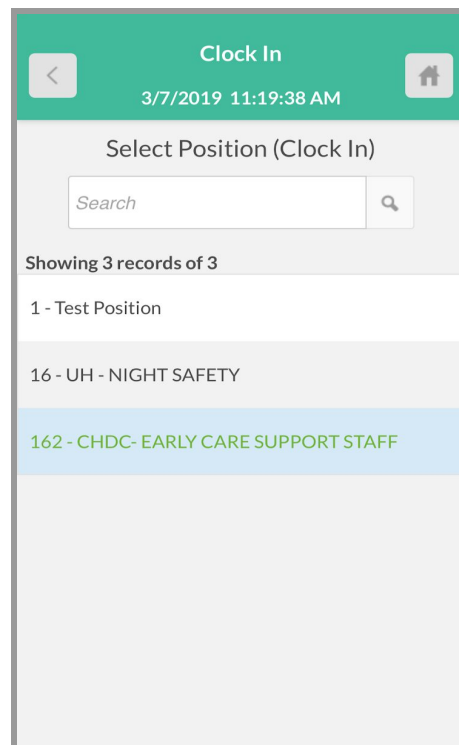 Clock In
3/7/2019 11:19:38 AM
Select Position (Clock In)
Search
Showing 3 records of 3
1 - Test Position
16 - UH - NIGHT SAFETY
162 - CHDC- EARLY CARE SUPPORT STAFF